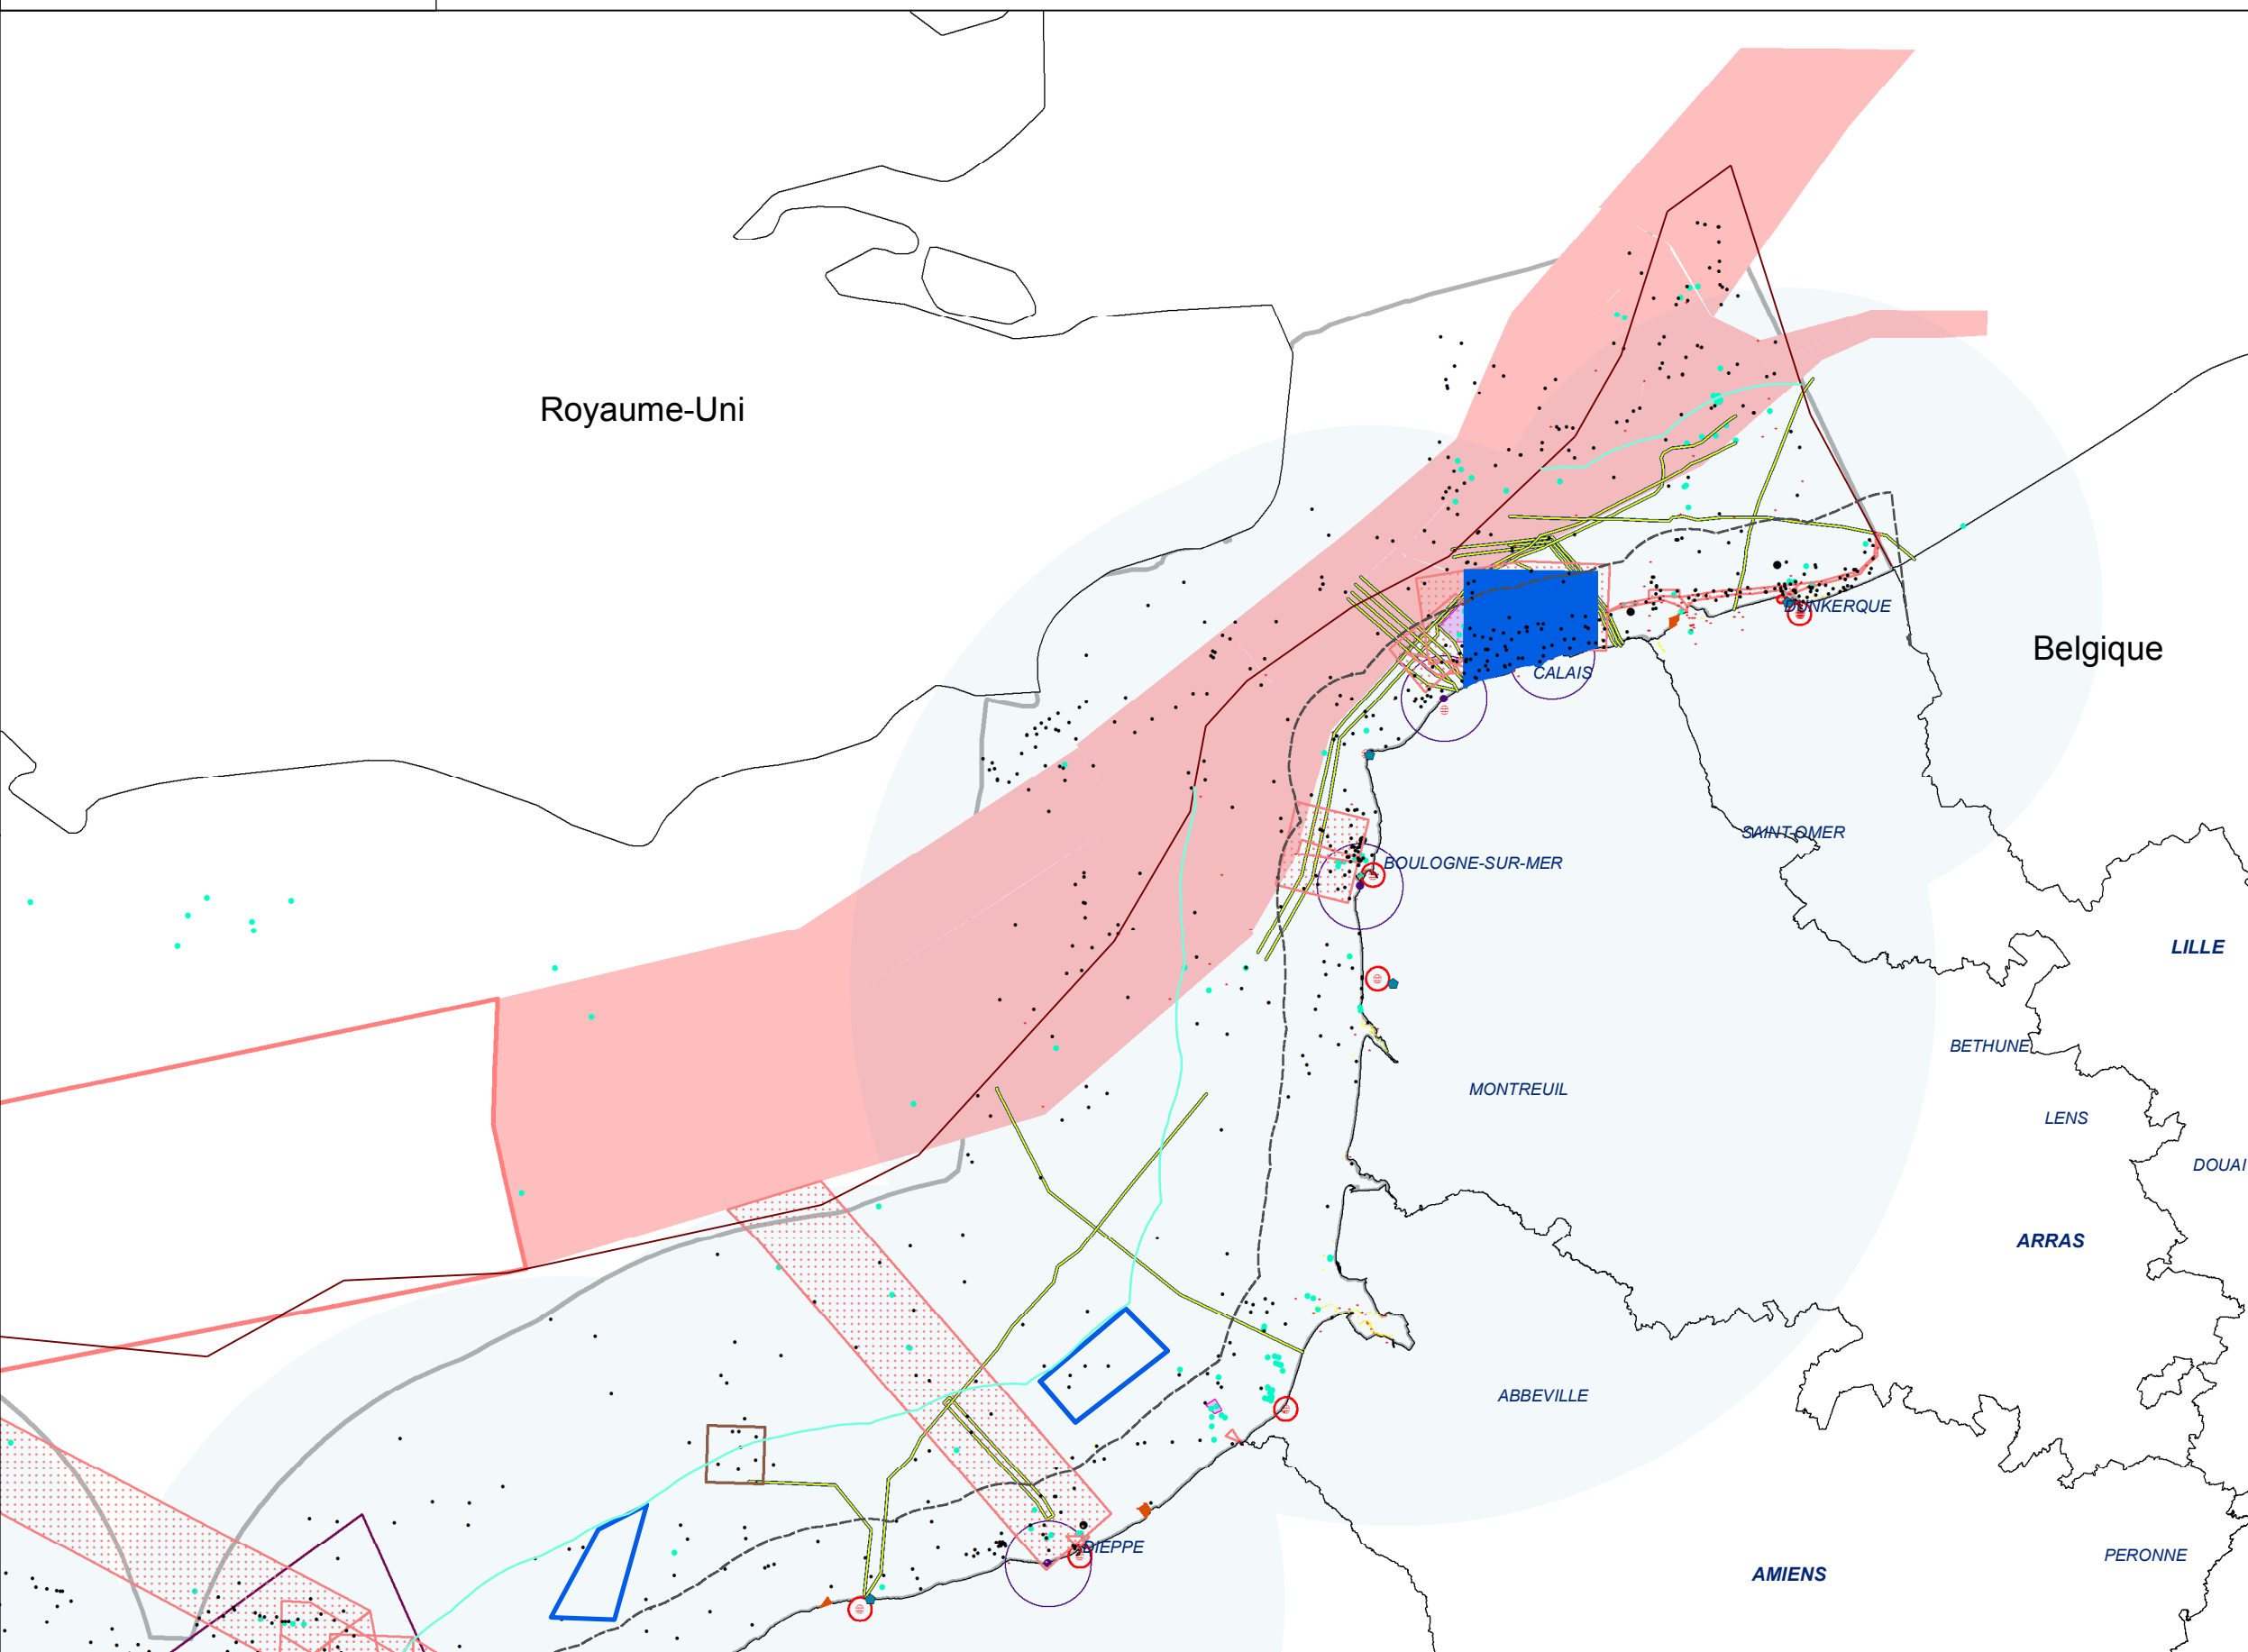 Royaume-Uni
DUNKERQUE
Belgique
CALAIS
SAINT-OMER
BOULOGNE-SUR-MER
LILLE
BETHUNE
MONTREUIL
LENS
DOUAI
ARRAS
ABBEVILLE
DIEPPE
PERONNE
AMIENS